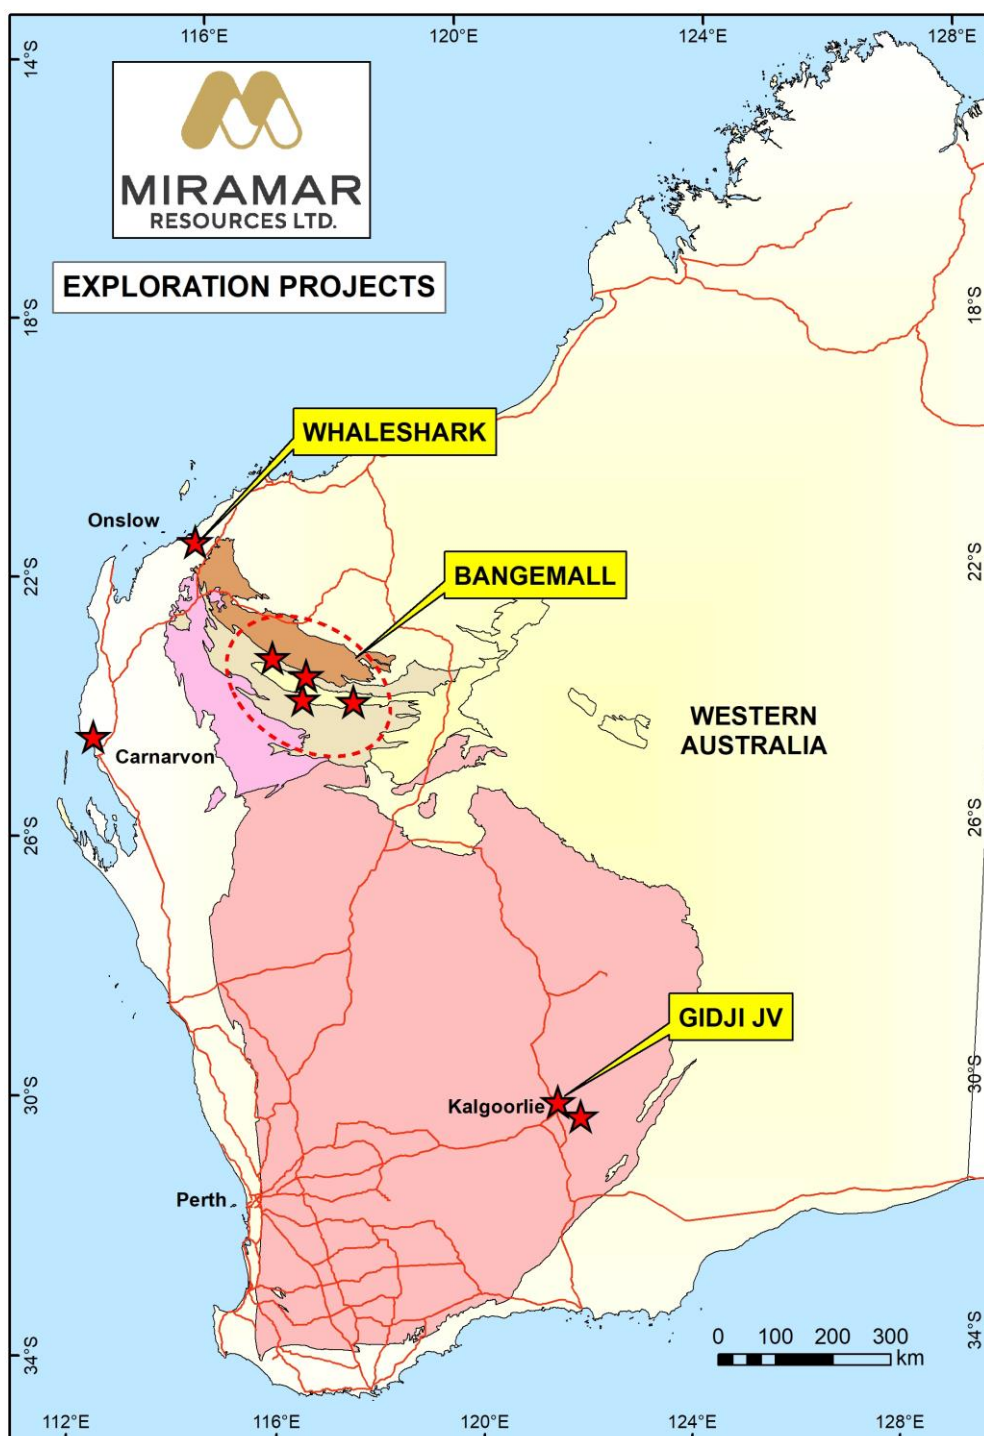 116°E
120°E
124°E
128°E
14°S
MIRAMAR
RESOURCES LTD.
EXPLORATION PROJECTS
18°S
18°S
WHALESHARK
Onslow
22°S
22°S
BANGEMALL
WESTERN
AUSTRALIA
Carnarvon
26°S
26°S
GIDJI JV
30°S
30°S
Kalgoorlie
Perth
34°S
34°S
0 100 200 300
km
112°E
116°E
120°E
124°E
128°E